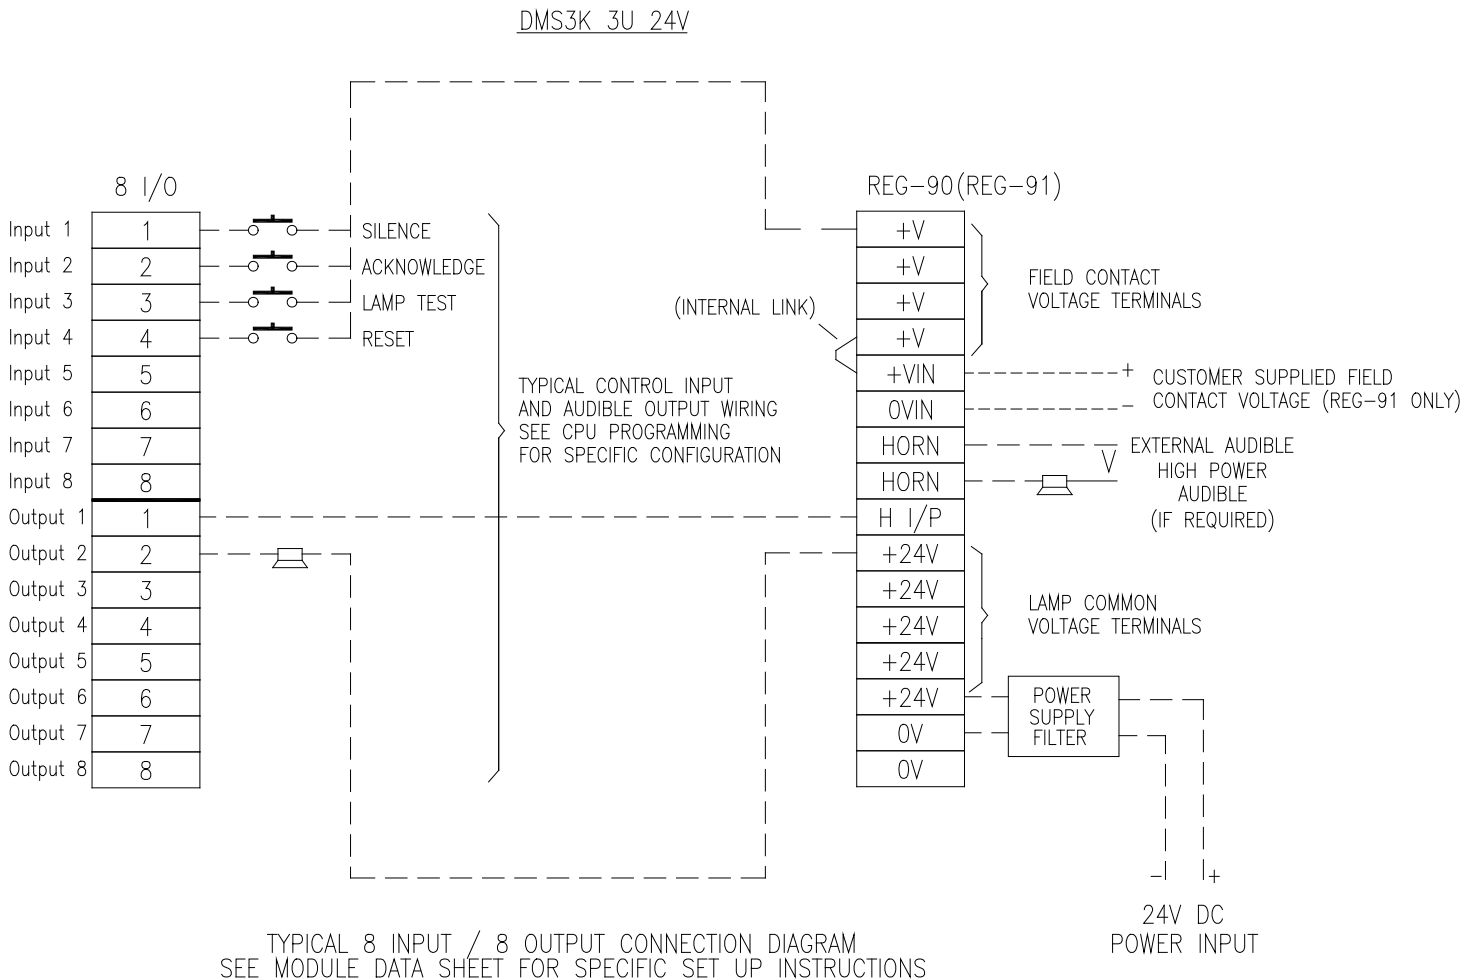 DMS3K 3U 24V
8 I/O
Input 1 1 SILENCE
Input 2 2 ACKNOWLEDGE
Input 3 3 LAMP TEST
Input 4 4 RESET
Input 5 5
Input 6 6
Input 7 7
Input 8 8
Output 1 1
Output 2 2
Output 3 3
Output 4 4
Output 5 5
Output 6 6
Output 7 7
Output 8 8
TYPICAL CONTROL INPUT
AND AUDIBLE OUTPUT WIRING
SEE CPU PROGRAMMING
FOR SPECIFIC CONFIGURATION
REG-90(REG-91)
+V
+V
+V
+V
+VIN
0VIN
HORN
HORN
H I/P
+24V
+24V
+24V
+24V
+24V
0V
0V
(INTERNAL LINK)
FIELD CONTACT
VOLTAGE TERMINALS
+
-
CUSTOMER SUPPLIED FIELD
CONTACT VOLTAGE (REG-91 ONLY)
V
EXTERNAL AUDIBLE
HIGH POWER
AUDIBLE
(IF REQUIRED)
LAMP COMMON
VOLTAGE TERMINALS
POWER
SUPPLY
FILTER
- +
24V DC
POWER INPUT
TYPICAL 8 INPUT / 8 OUTPUT CONNECTION DIAGRAM
SEE MODULE DATA SHEET FOR SPECIFIC SET UP INSTRUCTIONS